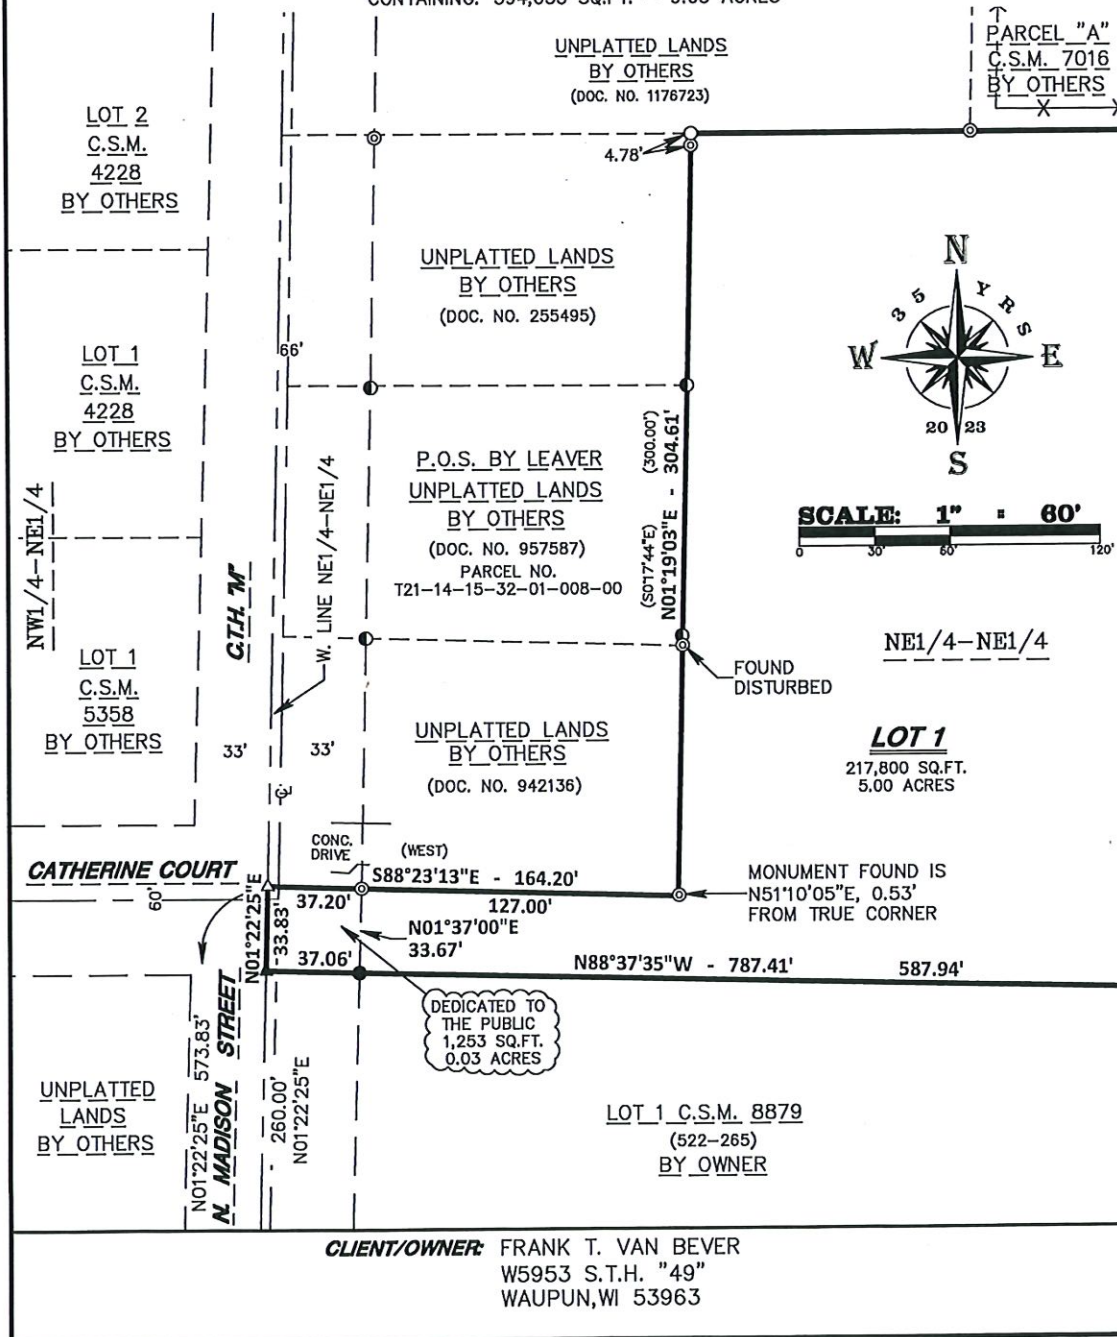 UNPLATTED LANDS
BY OTHERS
(DOC. NO. 1176723)
PARCEL "A"
C.S.M. 7016
BY OTHERS
LOT 2
C.S.M.
4228
BY OTHERS
4.78'
UNPLATTED LANDS
BY OTHERS
(DOC. NO. 255495)
N
35 YRS
W
E
20 23
S
66'
LOT 1
C.S.M.
4228
BY OTHERS
P.O.S. BY LEAVER
UNPLATTED LANDS
BY OTHERS
(DOC. NO. 957587)
PARCEL NO.
T21-14-15-32-01-008-00
(S0°17'44"E) (300.00')
N01°19'03"E - 304.61'
SCALE: 1" = 60'
0 30' 60' 120'
NW1/4-NE1/4
C.T.H. "M"
W. LINE NE1/4-NE1/4
NE1/4-NE1/4
LOT 1
C.S.M.
5358
BY OTHERS
FOUND
DISTURBED
33'
33'
UNPLATTED LANDS
BY OTHERS
(DOC. NO. 942136)
LOT 1
217,800 SQ.FT.
5.00 ACRES
CONC.
DRIVE
(WEST)
CATHERINE COURT
60'
S88°23'13"E - 164.20'
37.20'
127.00'
MONUMENT FOUND IS
N51°10'05"E, 0.53'
FROM TRUE CORNER
N01°22'25"E
33.83'
N01°37'00"E
33.67'
37.06'
N88°37'35"W - 787.41'
587.94'
DEDICATED TO
THE PUBLIC
1,253 SQ.FT.
0.03 ACRES
N01°22'25"E 573.83'
N. MADISON STREET
260.00'
N01°22'25"E
UNPLATTED
LANDS
BY OTHERS
LOT 1 C.S.M. 8879
(522-265)
BY OWNER
CLIENT/OWNER: FRANK T. VAN BEVER
W5953 S.T.H. "49"
WAUPUN,WI 53963